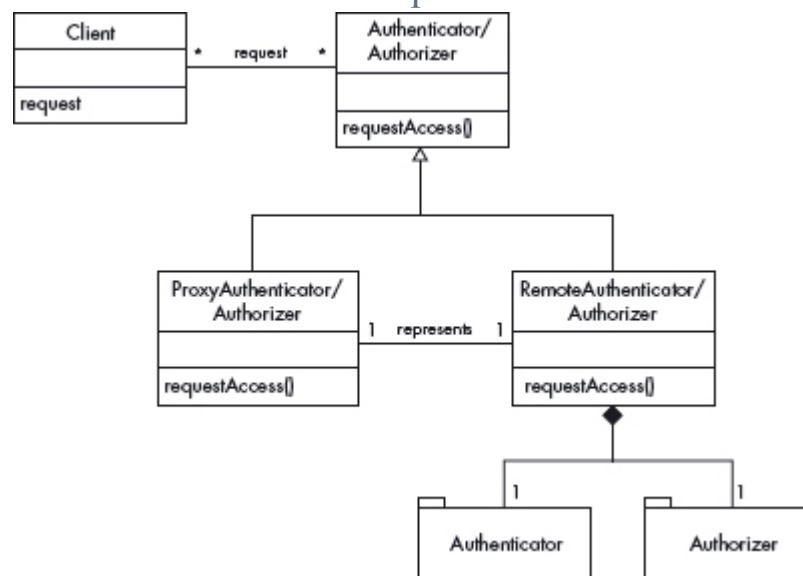 Client
Authenticator/
Authorizer
* request *
request
requestAccess()
ProxyAuthenticator/
Authorizer
RemoteAuthenticator/
Authorizer
1 represents 1
requestAccess()
requestAccess()
1
1
Authenticator
Authorizer